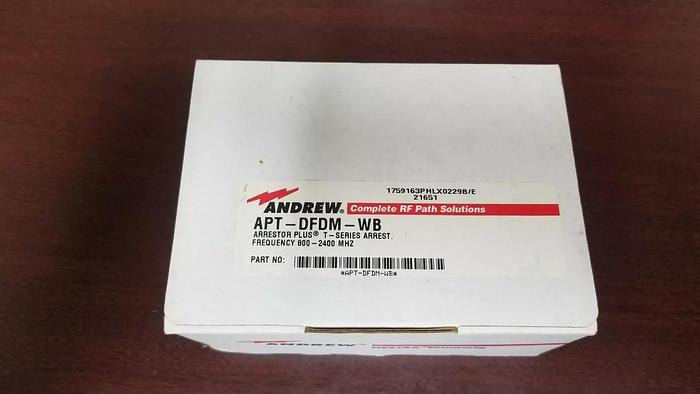 1759163PHLX0229B/E
21651
ANDREW® Complete RF Path Solutions
APT-DFDM-WB
ARRESTOR PLUS® T-SERIES ARREST.
FREQUENCY 800-2400 MHZ
PART NO:
*APT-DFDM-WB*
ANDREW